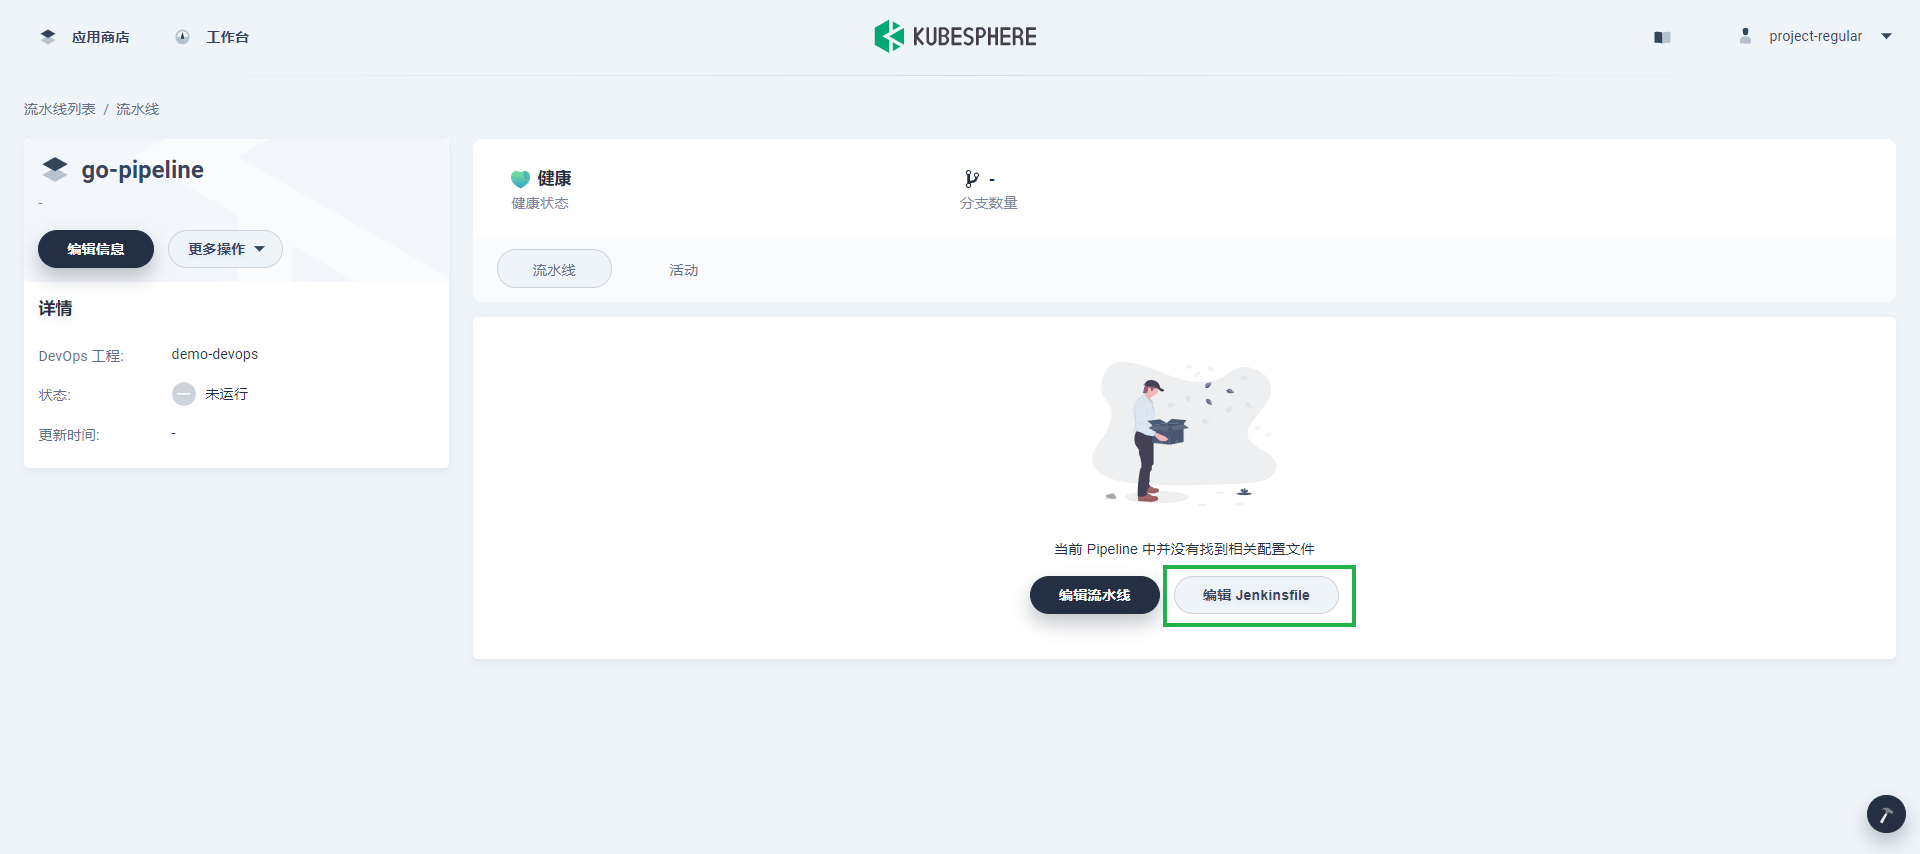 应用商店 工作台 KUBESPHERE project-regular
流水线列表 / 流水线
go-pipeline
-
编辑信息 更多操作
详情
DevOps 工程: demo-devops
状态: 未运行
更新时间: -
健康
健康状态
-
分支数量
流水线 活动
当前 Pipeline 中并没有找到相关配置文件
编辑流水线 编辑 Jenkinsfile